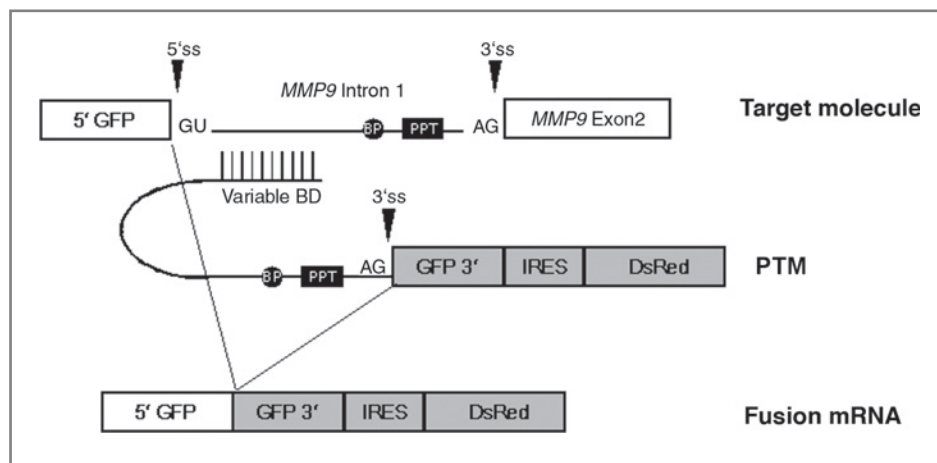 5'ss 3'ss
MMP9 Intron 1
5' GFP GU BP PPT AG MMP9 Exon2 Target molecule
Variable BD
3'ss
BP PPT AG GFP 3' IRES DsRed PTM
5' GFP GFP 3' IRES DsRed Fusion mRNA